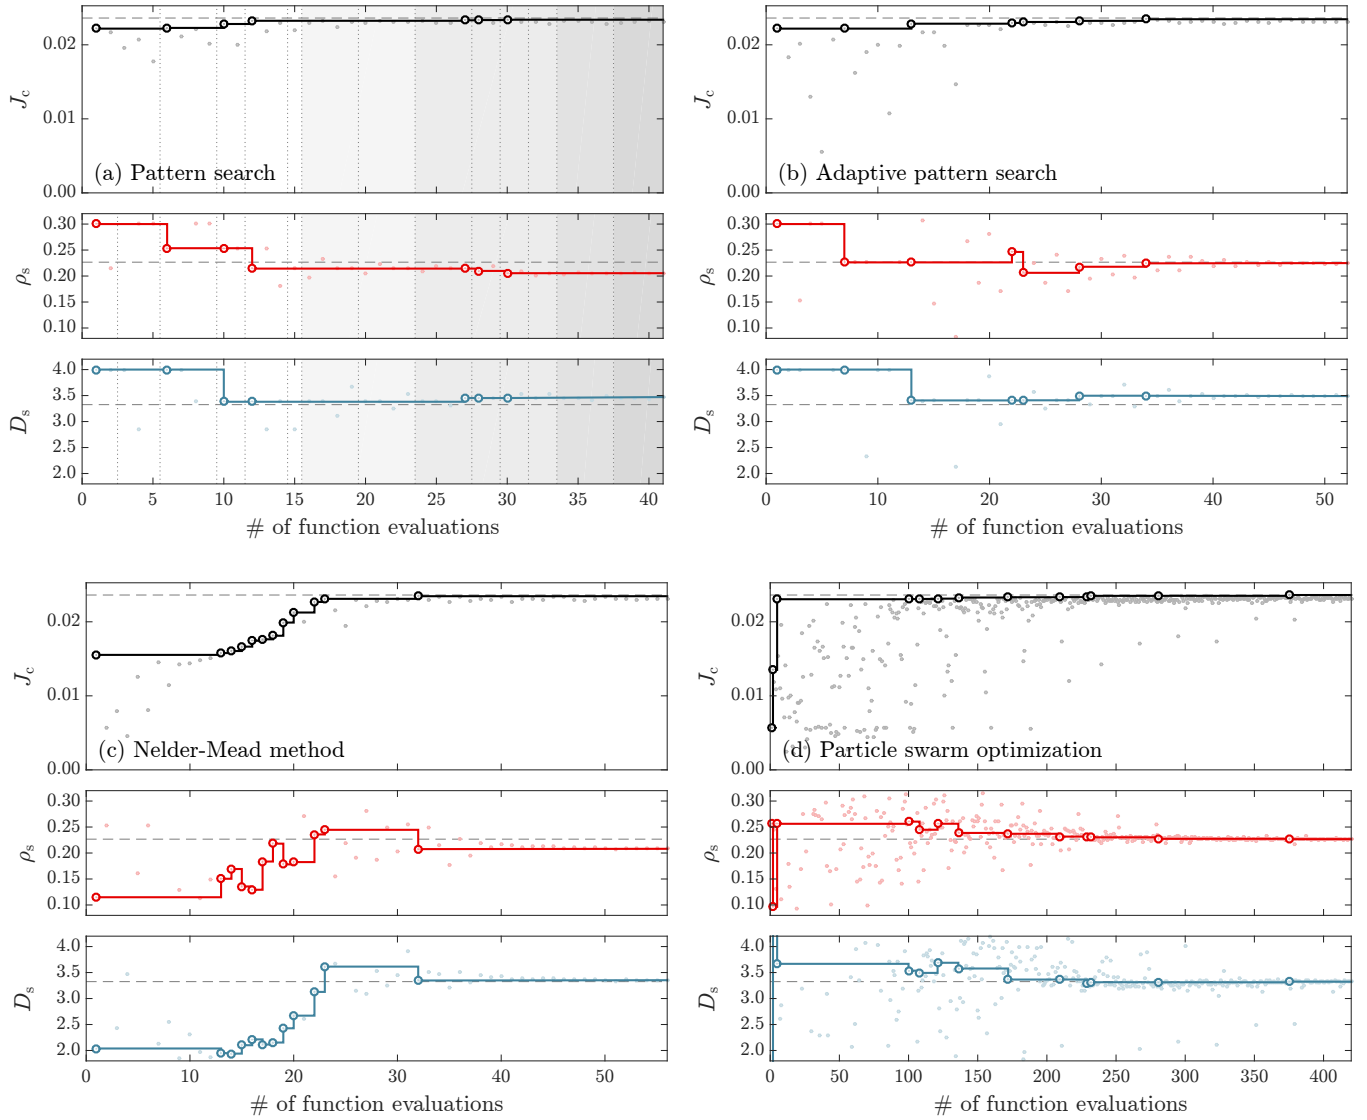 0.02
0.01
0.00
J_c
(a) Pattern search
0.30
0.25
0.20
0.15
0.10
ρ_s
4.0
3.5
3.0
2.5
2.0
D_s
0 5 10 15 20 25 30 35 40
# of function evaluations
0.02
0.01
0.00
J_c
(b) Adaptive pattern search
0.30
0.25
0.20
0.15
0.10
ρ_s
4.0
3.5
3.0
2.5
2.0
D_s
0 10 20 30 40 50
# of function evaluations
0.02
0.01
0.00
J_c
(c) Nelder-Mead method
0.30
0.25
0.20
0.15
0.10
ρ_s
4.0
3.5
3.0
2.5
2.0
D_s
0 10 20 30 40 50
# of function evaluations
0.02
0.01
0.00
J_c
(d) Particle swarm optimization
0.30
0.25
0.20
0.15
0.10
ρ_s
4.0
3.5
3.0
2.5
2.0
D_s
0 50 100 150 200 250 300 350 400
# of function evaluations